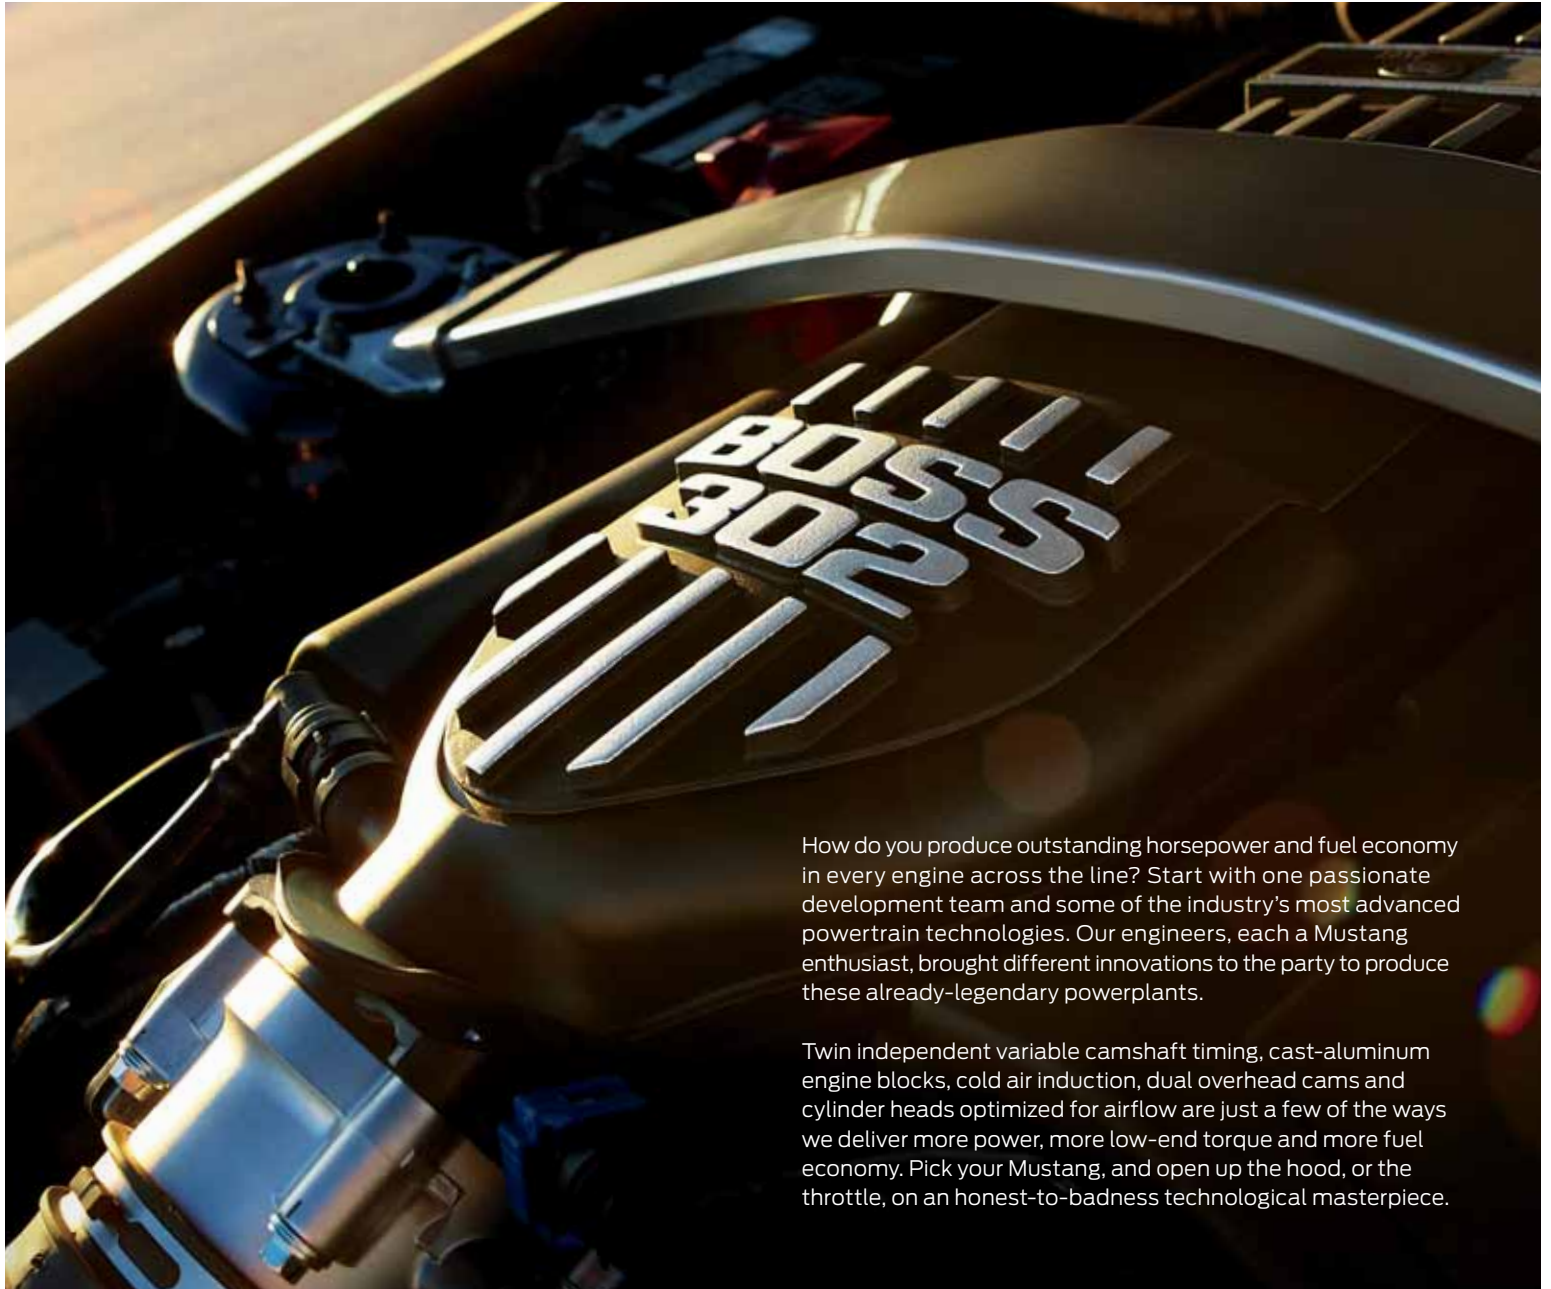 BOSS
302
How do you produce outstanding horsepower and fuel economy
in every engine across the line? Start with one passionate
development team and some of the industry’s most advanced
powertrain technologies. Our engineers, each a Mustang
enthusiast, brought different innovations to the party to produce
these already-legendary powerplants.
Twin independent variable camshaft timing, cast-aluminum
engine blocks, cold air induction, dual overhead cams and
cylinder heads optimized for airflow are just a few of the ways
we deliver more power, more low-end torque and more fuel
economy. Pick your Mustang, and open up the hood, or the
throttle, on an honest-to-badness technological masterpiece.